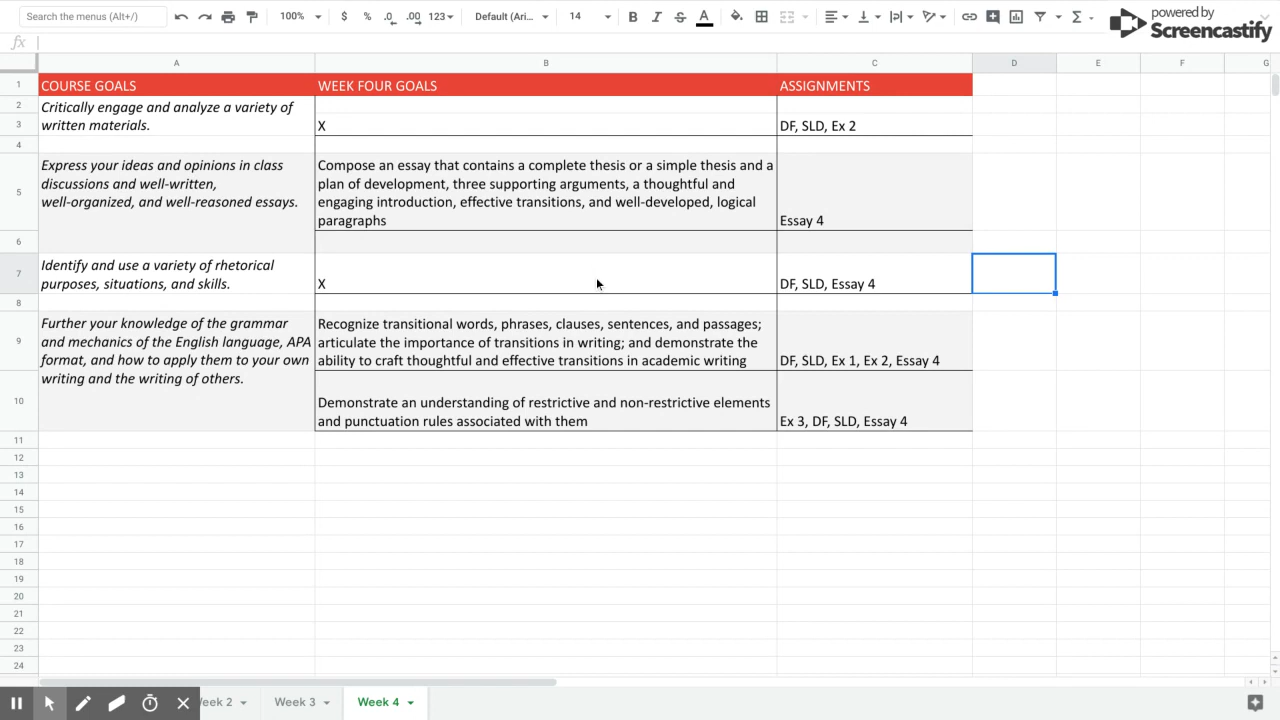 Search the menus (Alt+/)
100%
$
%
.0
.00
123
Default (Ari...
14
B
I
S
A
Σ
powered by
Screencastify
fx
A
B
C
D
E
F
G
1
COURSE GOALS
WEEK FOUR GOALS
ASSIGNMENTS
2
Critically engage and analyze a variety of
3
written materials.
X
DF, SLD, Ex 2
4
5
Express your ideas and opinions in class
discussions and well-written,
well-organized, and well-reasoned essays.
Compose an essay that contains a complete thesis or a simple thesis and a
plan of development, three supporting arguments, a thoughtful and
engaging introduction, effective transitions, and well-developed, logical
paragraphs
Essay 4
6
7
Identify and use a variety of rhetorical
purposes, situations, and skills.
X
DF, SLD, Essay 4
8
9
Further your knowledge of the grammar
and mechanics of the English language, APA
format, and how to apply them to your own
writing and the writing of others.
Recognize transitional words, phrases, clauses, sentences, and passages;
articulate the importance of transitions in writing; and demonstrate the
ability to craft thoughtful and effective transitions in academic writing
DF, SLD, Ex 1, Ex 2, Essay 4
10
Demonstrate an understanding of restrictive and non-restrictive elements
and punctuation rules associated with them
Ex 3, DF, SLD, Essay 4
11
12
13
14
15
16
17
18
19
20
21
22
23
24
eek 2
Week 3
Week 4